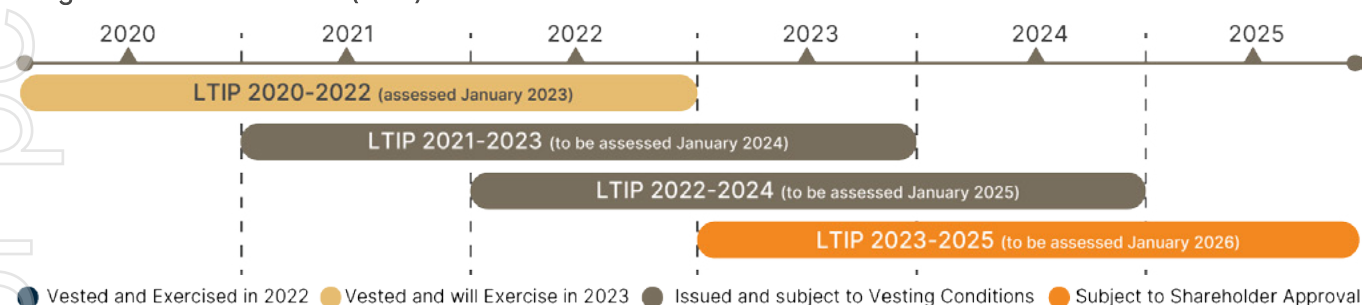 2020 2021 2022 2023 2024 2025
LTIP 2020-2022 (assessed January 2023)
LTIP 2021-2023 (to be assessed January 2024)
LTIP 2022-2024 (to be assessed January 2025)
LTIP 2023-2025 (to be assessed January 2026)
Vested and Exercised in 2022 Vested and will Exercise in 2023 Issued and subject to Vesting Conditions Subject to Shareholder Approval